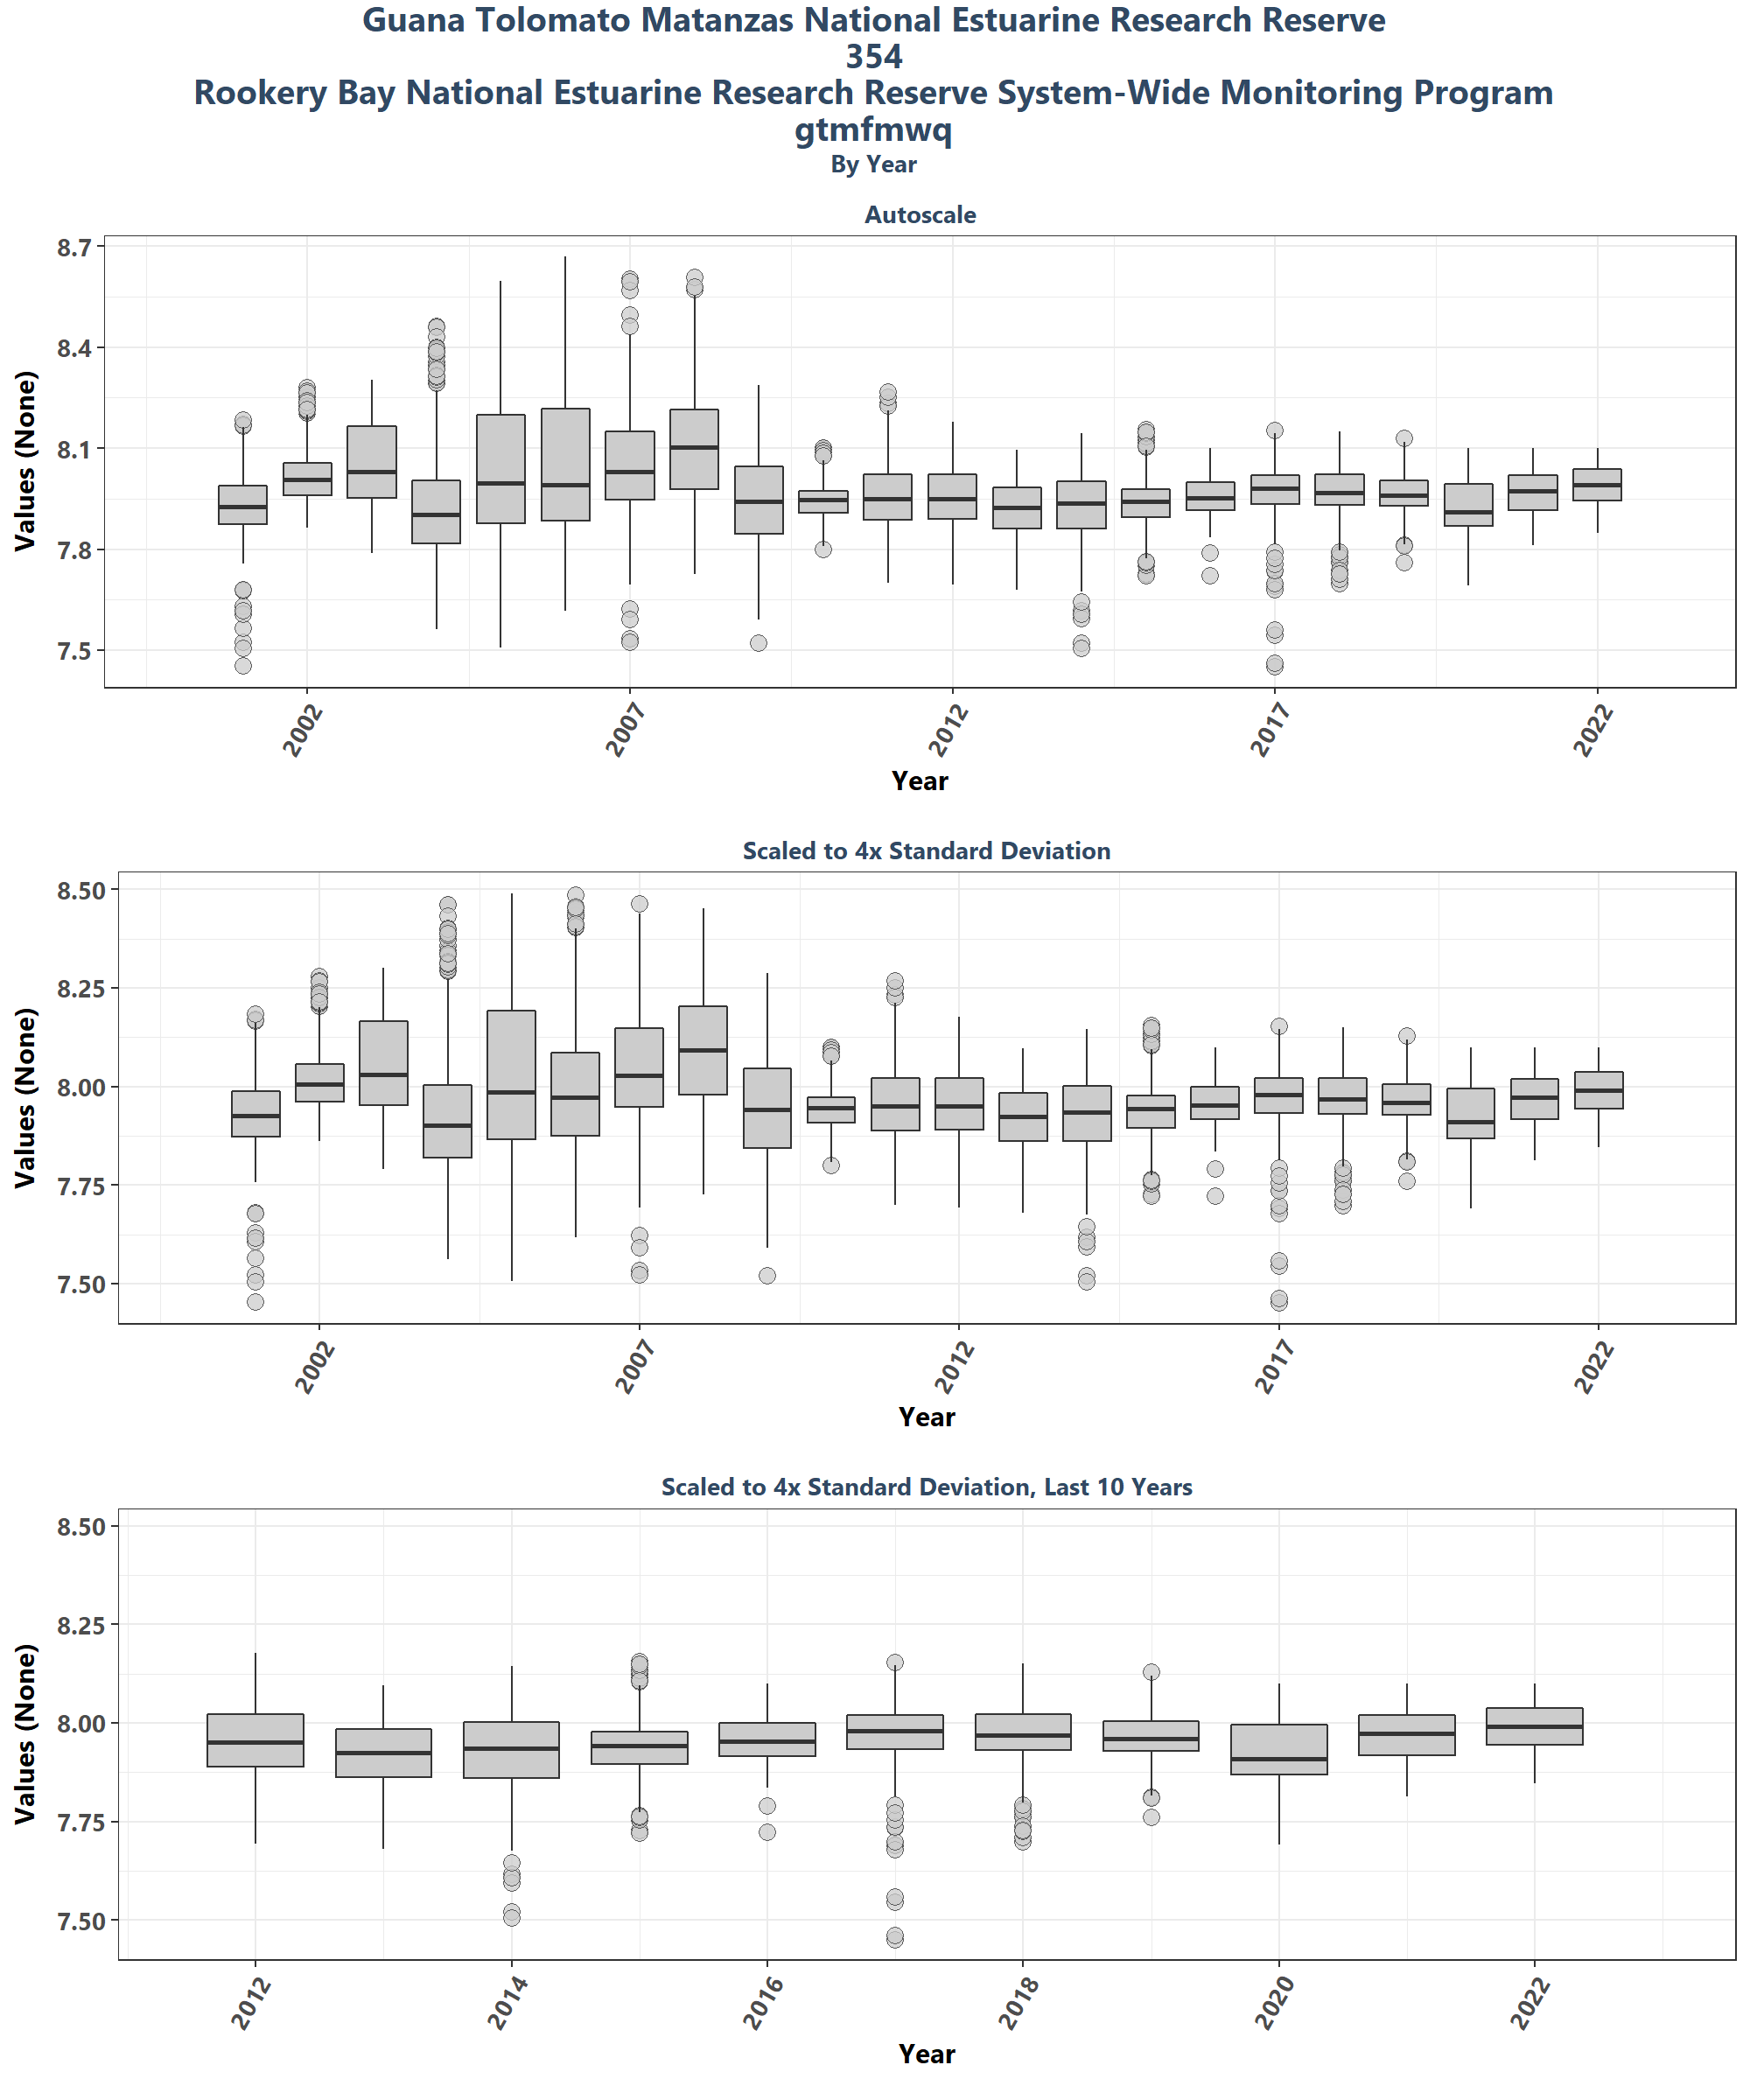 Guana Tolomato Matanzas National Estuarine Research Reserve
354
Rookery Bay National Estuarine Research Reserve System-Wide Monitoring Program
gtmfmwq
By Year
Autoscale
8.7
8.4
8.1
7.8
7.5
Values (None)
2002
2007
2012
2017
2022
Year
Scaled to 4x Standard Deviation
8.50
8.25
8.00
7.75
7.50
Values (None)
2002
2007
2012
2017
2022
Year
Scaled to 4x Standard Deviation, Last 10 Years
8.50
8.25
8.00
7.75
7.50
Values (None)
2012
2014
2016
2018
2020
2022
Year